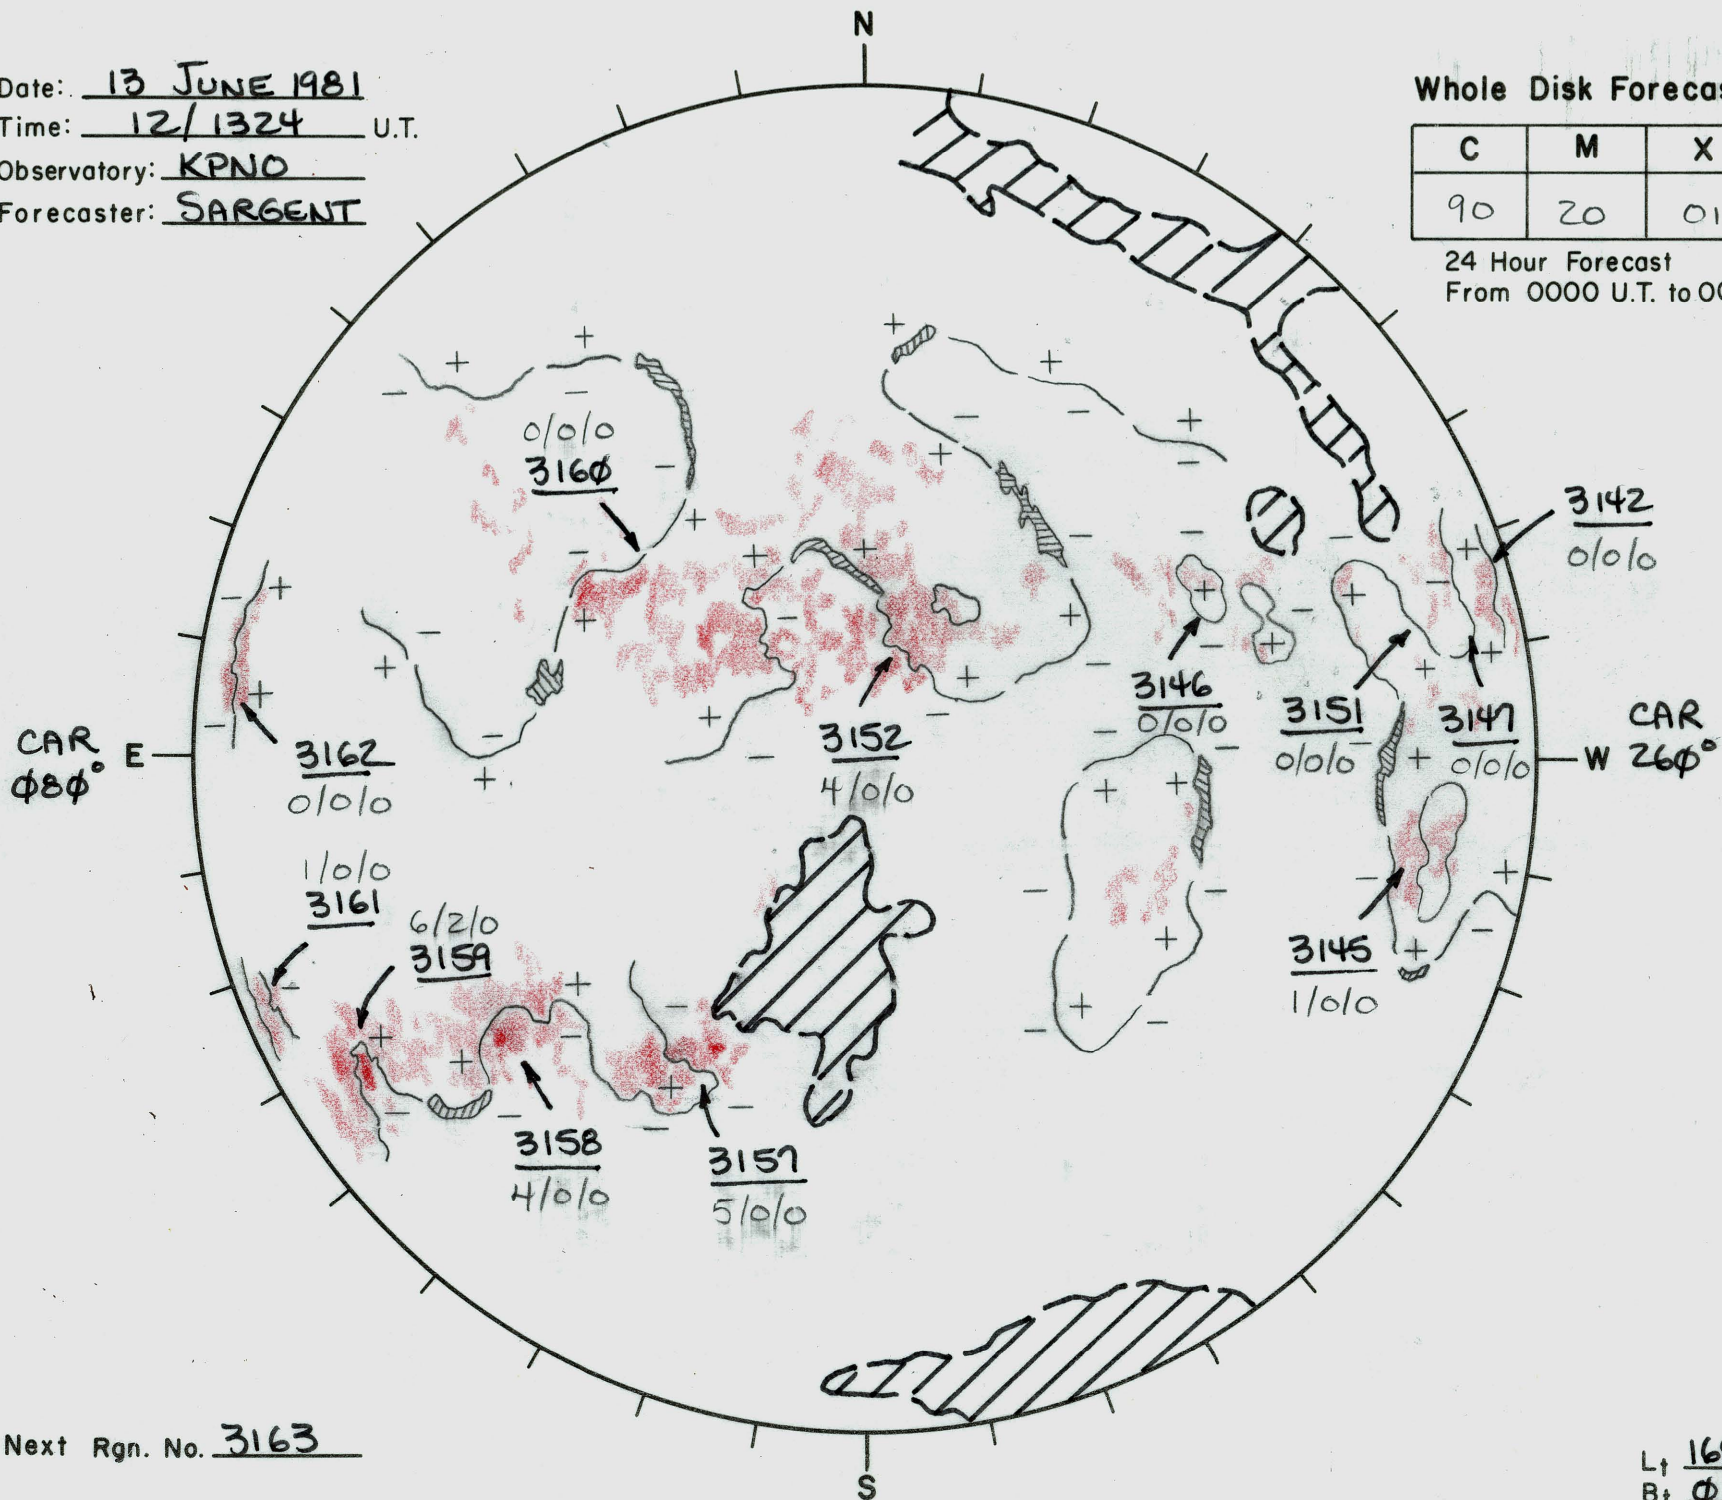 N
Date: 13 JUNE 1981
Time: 12/1324 U.T.
Observatory: KPNO
Forecaster: SARGENT
Whole Disk Forecas
C M X
90 20 01
24 Hour Forecast
From 0000 U.T. to 00
0/0/0
3160
3142
0/0/0
3146
0/0/0
3151
0/0/0
3147
0/0/0
3152
4/0/0
CAR
080°
E
W
CAR
260°
3162
0/0/0
1/0/0
3161
6/2/0
3159
3145
1/0/0
3158
4/0/0
3157
5/0/0
Next Rgn. No. 3163
S
Lt 16
Bt 0